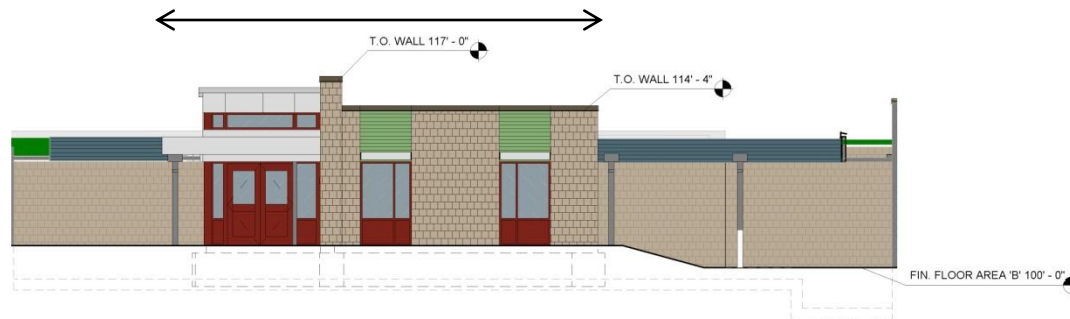 T.O. WALL 117' - 0"
T.O. WALL 114' - 4"
FIN. FLOOR AREA 'B' 100' - 0"